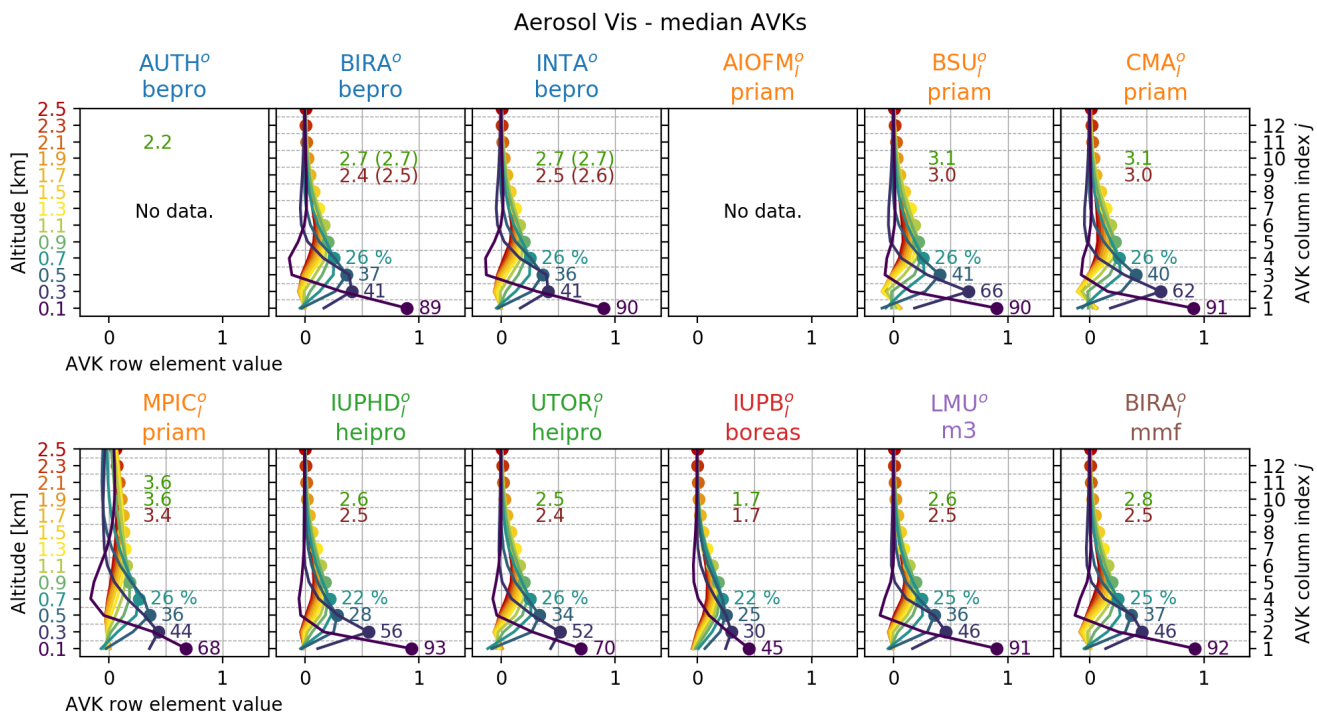 Aerosol Vis - median AVKs
AUTH^o BIRA^o INTA^o AIOFM_l^o BSU_l^o CMA_l^o
bepro bepro bepro priam priam priam
2.5
2.3 12
2.1 2.2 11
1.9 2.7 (2.7) 2.7 (2.7) 3.1 3.1 10
1.7 2.4 (2.5) 2.5 (2.6) 3.0 3.0 9
1.5 8
1.3 No data. No data. 7
1.1 6
0.9 5
0.7 26 % 26 % 26 % 26 % 4
0.5 37 36 41 40 3
0.3 41 41 66 62 2
0.1 89 90 90 91 1
Altitude [km]
AVK column index j
0 1 0 1 0 1 0 1 0 1 0 1
AVK row element value
MPIC_l^o IUPHD_l^o UTOR_l^o IUPB_l^o LMU^o BIRA_l^o
priam heipro heipro boreas m3 mmf
2.5
2.3 12
2.1 3.6 11
1.9 3.6 2.6 2.5 1.7 2.6 2.8 10
1.7 3.4 2.5 2.4 1.7 2.5 2.5 9
1.5 8
1.3 7
1.1 6
0.9 5
0.7 26 % 22 % 26 % 22 % 25 % 25 % 4
0.5 36 28 34 25 36 37 3
0.3 44 56 52 30 46 46 2
0.1 68 93 70 45 91 92 1
Altitude [km]
AVK column index j
0 1 0 1 0 1 0 1 0 1 0 1
AVK row element value